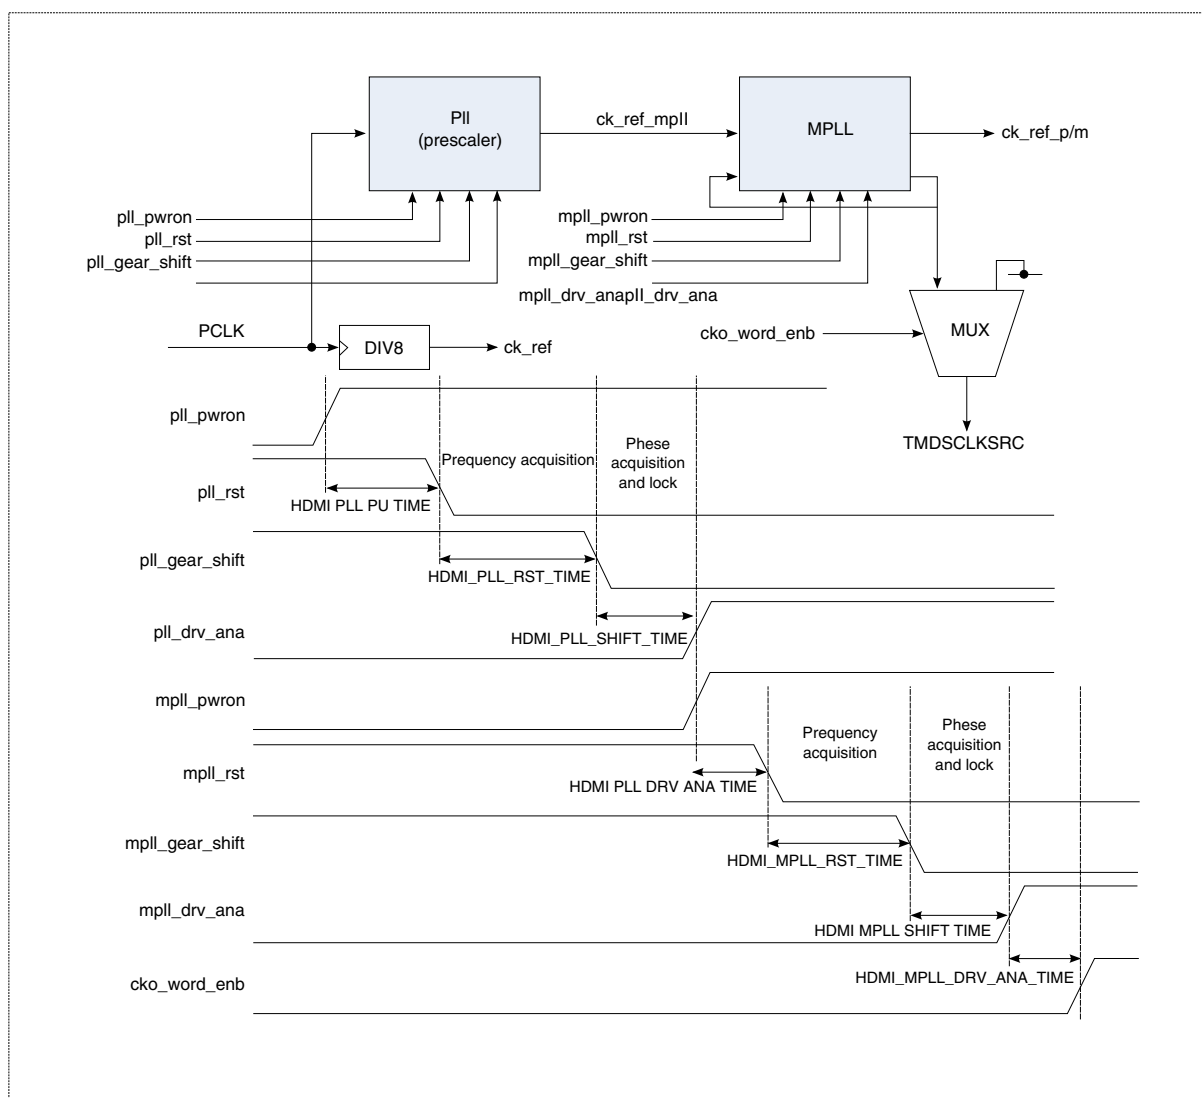 Pll
(prescaler)
ck_ref_mpll
MPLL
ck_ref_p/m
pll_pwron
pll_rst
pll_gear_shift
mpll_pwron
mpll_rst
mpll_gear_shift
mpll_drv_anapll_drv_ana
PCLK
DIV8
ck_ref
cko_word_enb
MUX
TMDSCLKSRC
pll_pwron
Prequency acquisition
Phese
acquisition
and lock
pll_rst
HDMI PLL PU TIME
pll_gear_shift
HDMI_PLL_RST_TIME
pll_drv_ana
HDMI_PLL_SHIFT_TIME
mpll_pwron
Prequency
acquisition
Phese
acquisition
and lock
mpll_rst
HDMI PLL DRV ANA TIME
mpll_gear_shift
HDMI_MPLL_RST_TIME
mpll_drv_ana
HDMI MPLL SHIFT TIME
cko_word_enb
HDMI_MPLL_DRV_ANA_TIME